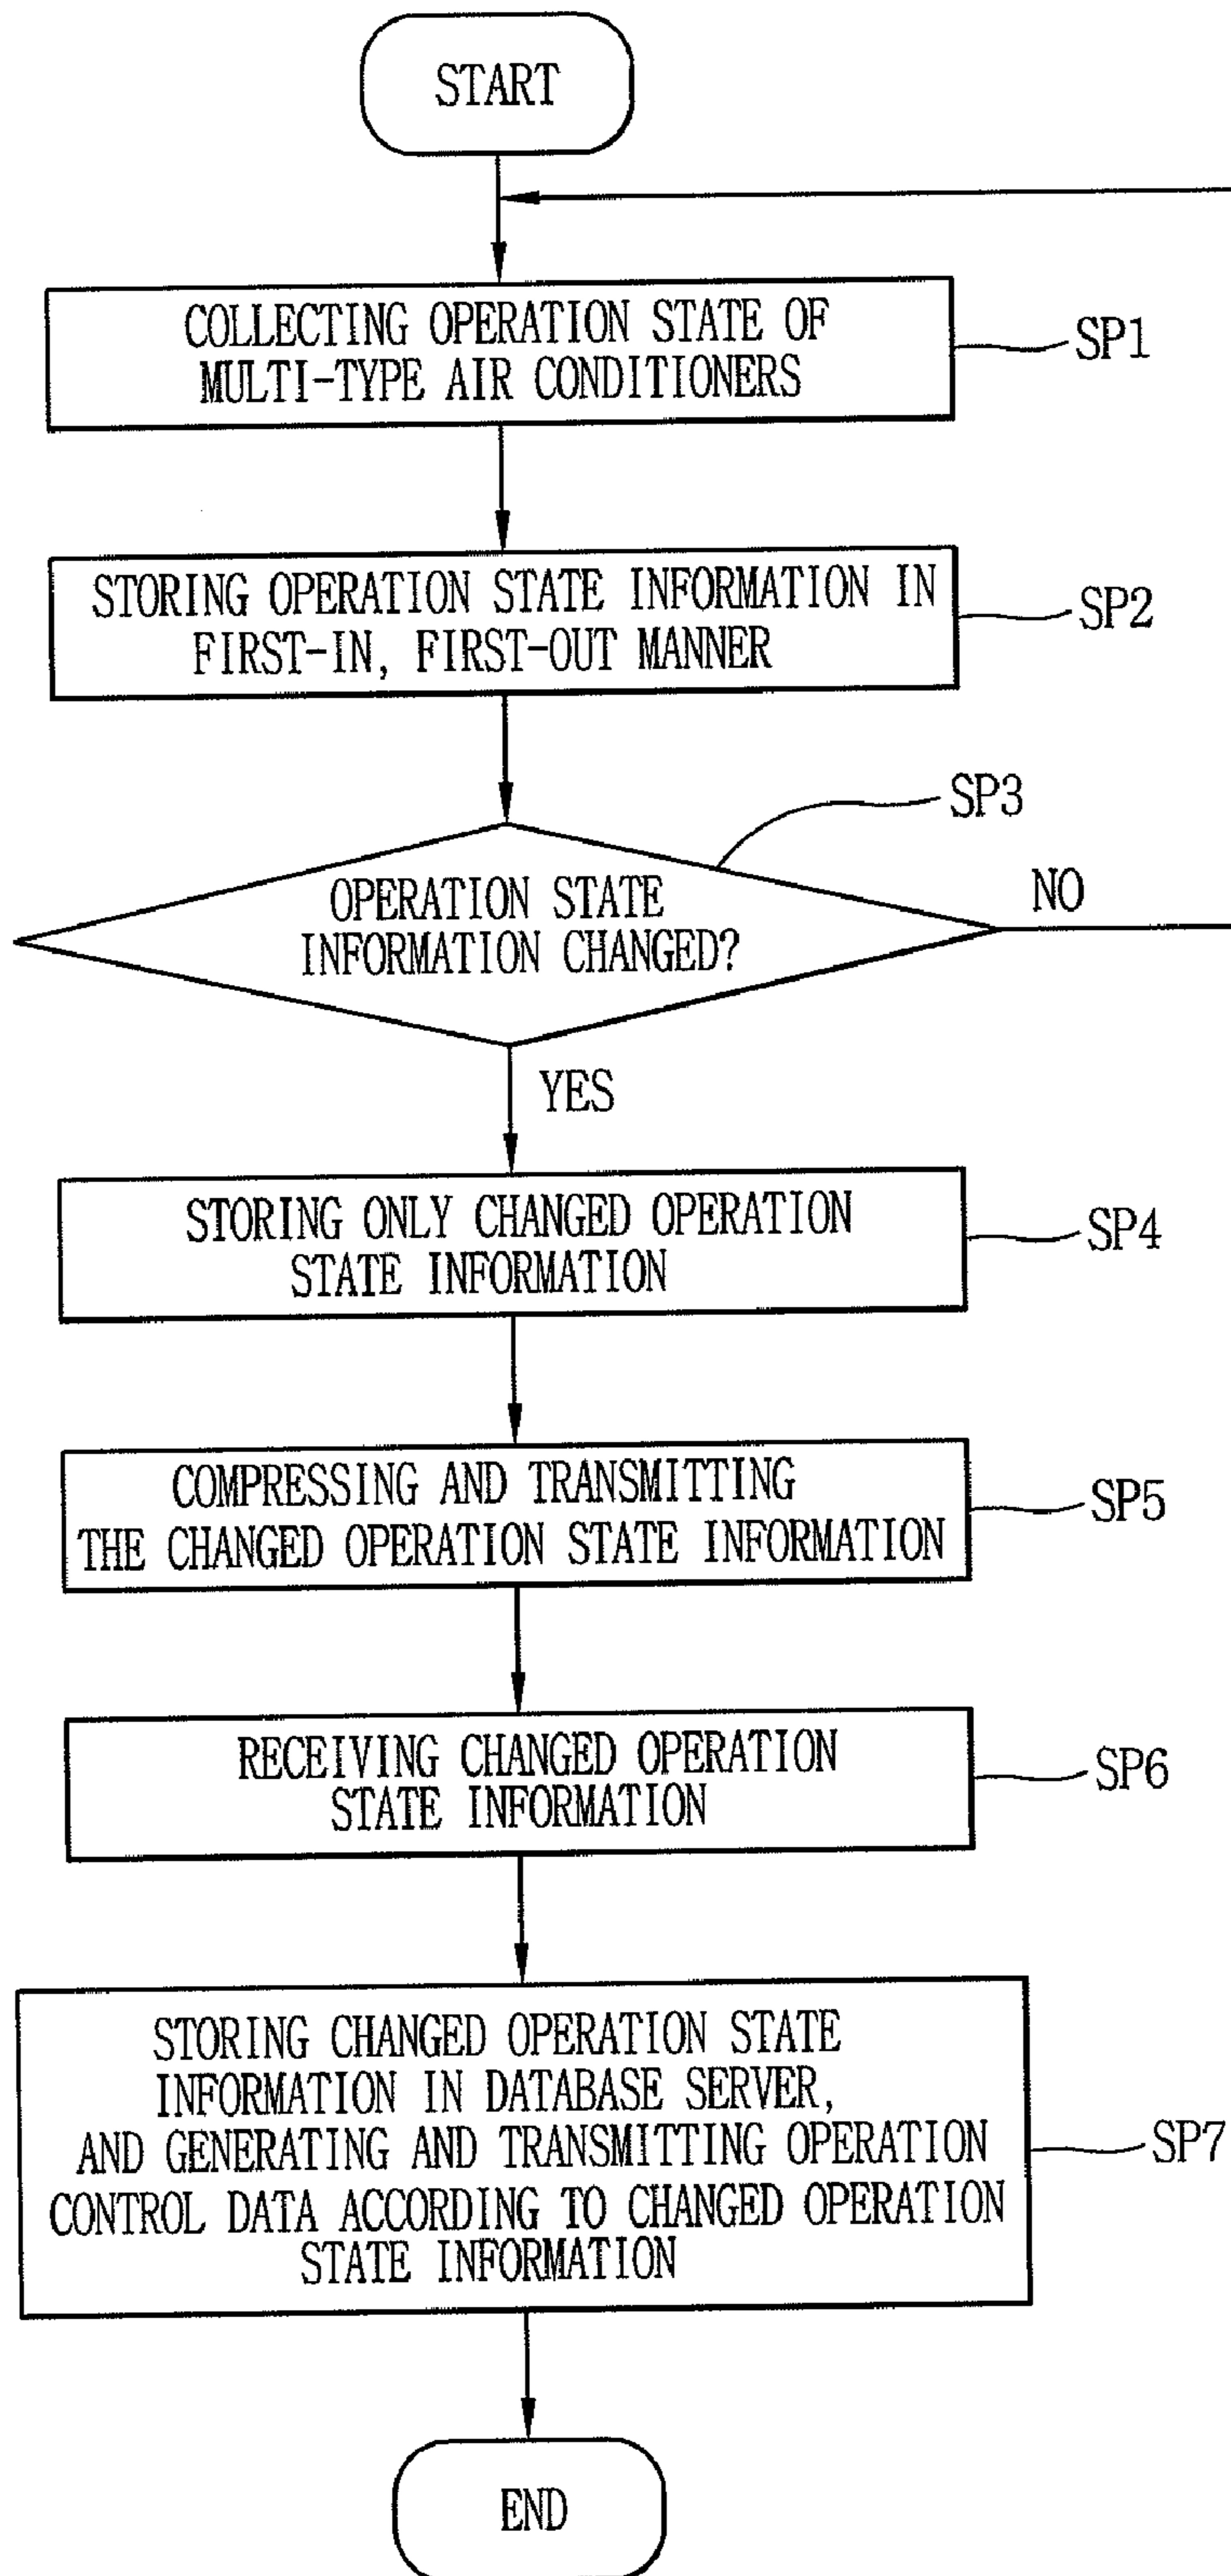 START
COLLECTING OPERATION STATE OF
MULTI-TYPE AIR CONDITIONERS
SP1
STORING OPERATION STATE INFORMATION IN
FIRST-IN, FIRST-OUT MANNER
SP2
SP3
OPERATION STATE
INFORMATION CHANGED?
NO
YES
STORING ONLY CHANGED OPERATION
STATE INFORMATION
SP4
COMPRESSING AND TRANSMITTING
THE CHANGED OPERATION STATE INFORMATION
SP5
RECEIVING CHANGED OPERATION
STATE INFORMATION
SP6
STORING CHANGED OPERATION STATE
INFORMATION IN DATABASE SERVER,
AND GENERATING AND TRANSMITTING OPERATION
CONTROL DATA ACCORDING TO CHANGED OPERATION
STATE INFORMATION
SP7
END